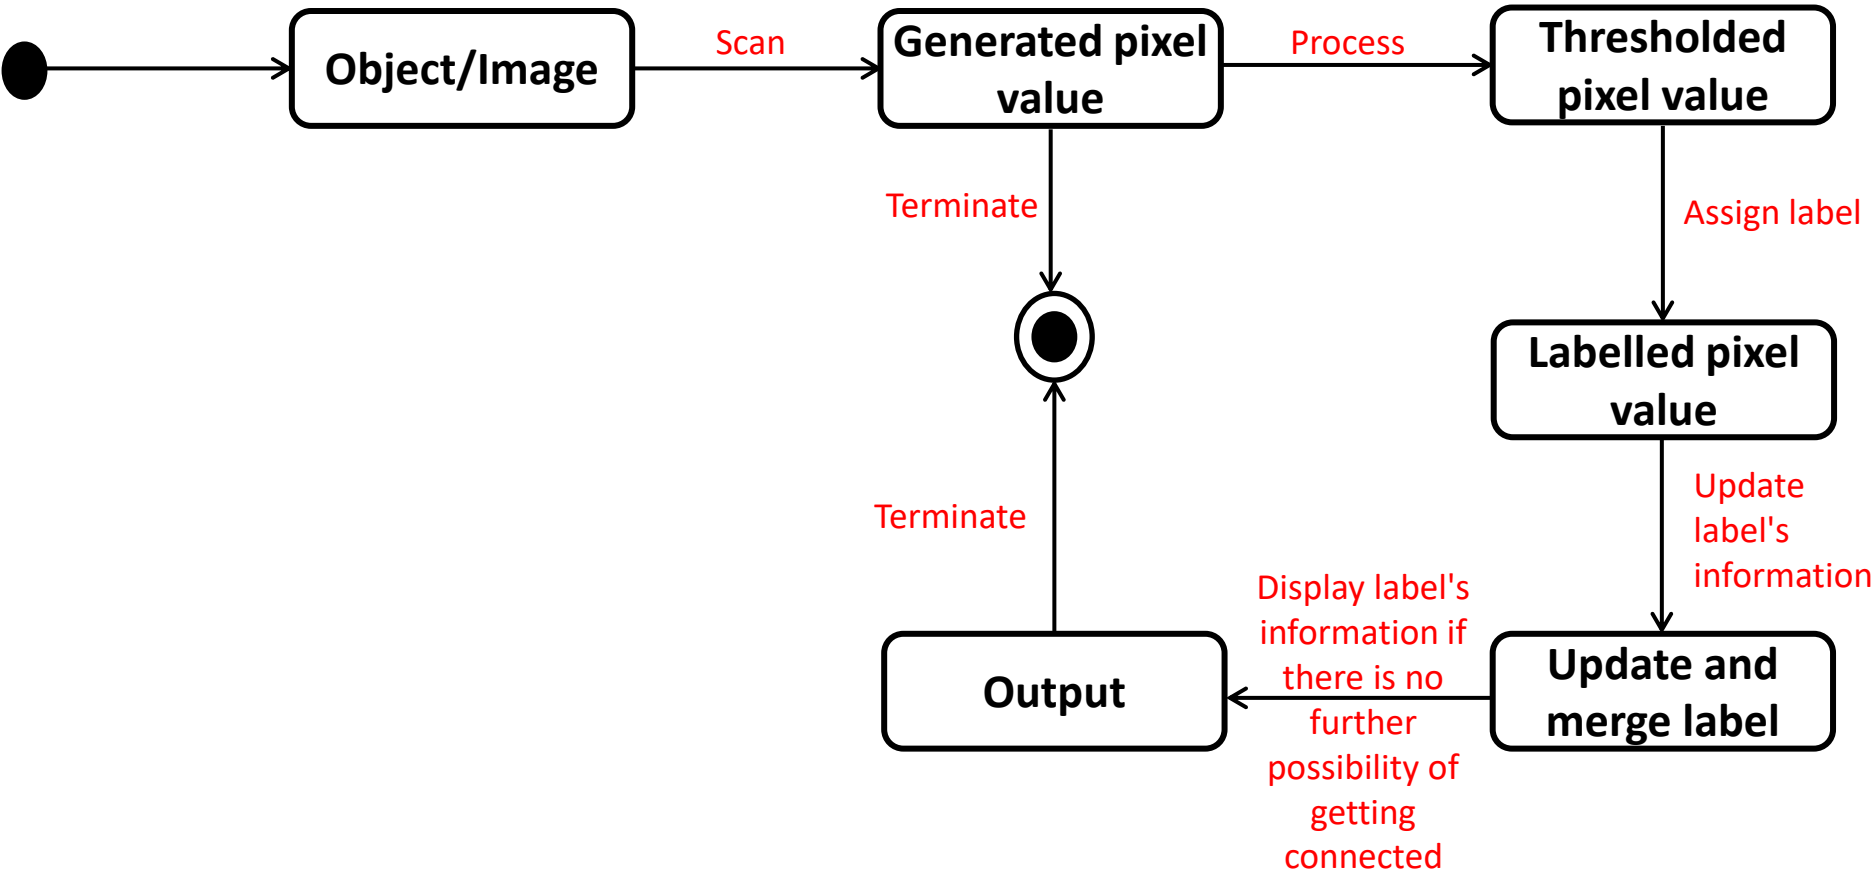 Object/Image
Scan
Generated pixel
value
Process
Thresholded
pixel value
Terminate
Assign label
Labelled pixel
value
Terminate
Update
label's
information
Display label's
information if
there is no
further
possibility of
getting
connected
Output
Update and
merge label